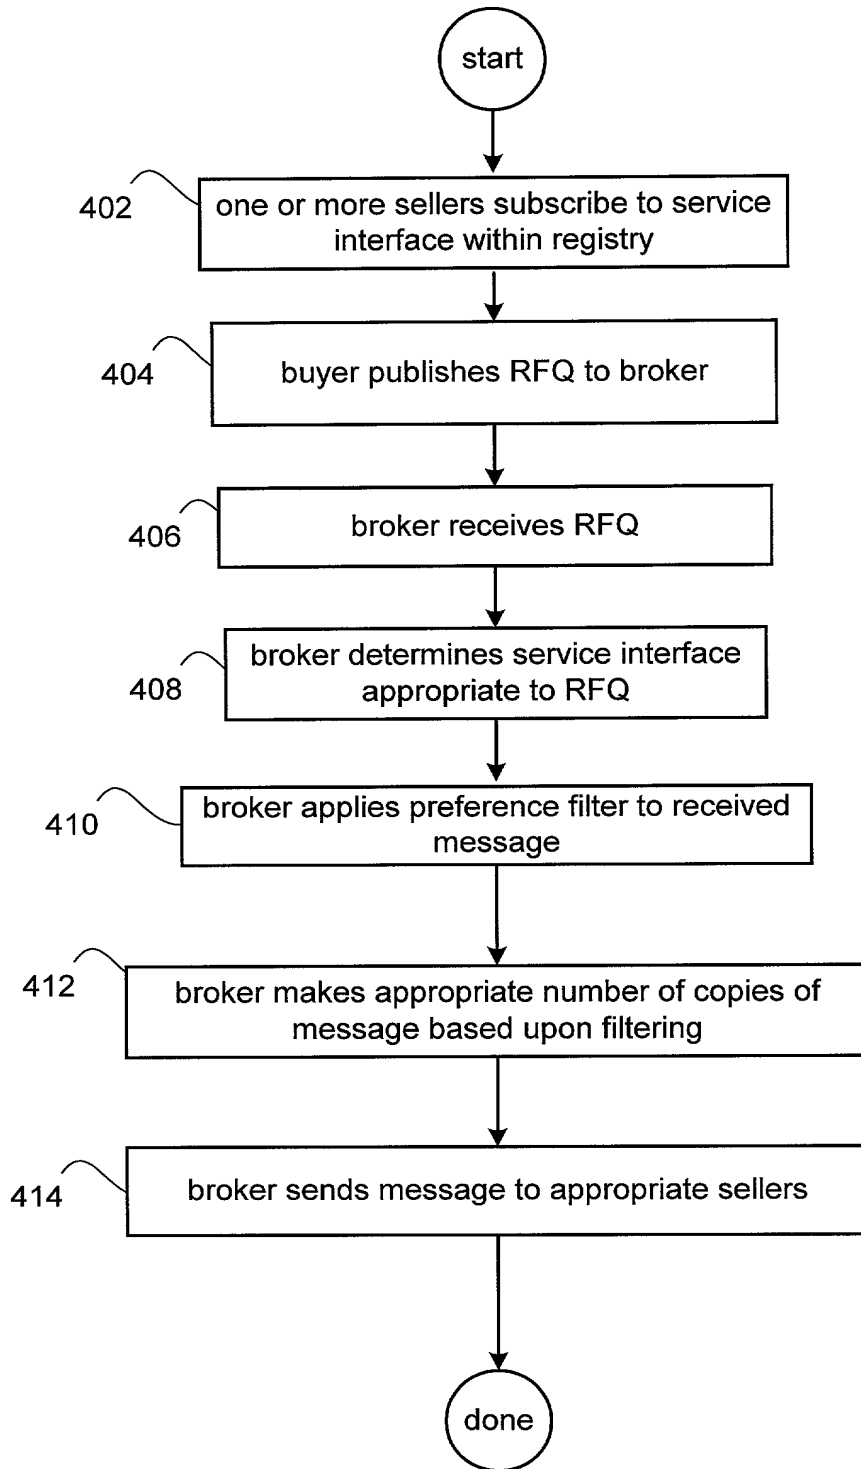 start
402
one or more sellers subscribe to service
interface within registry
404
buyer publishes RFQ to broker
406
broker receives RFQ
408
broker determines service interface
appropriate to RFQ
410
broker applies preference filter to received
message
412
broker makes appropriate number of copies of
message based upon filtering
414
broker sends message to appropriate sellers
done